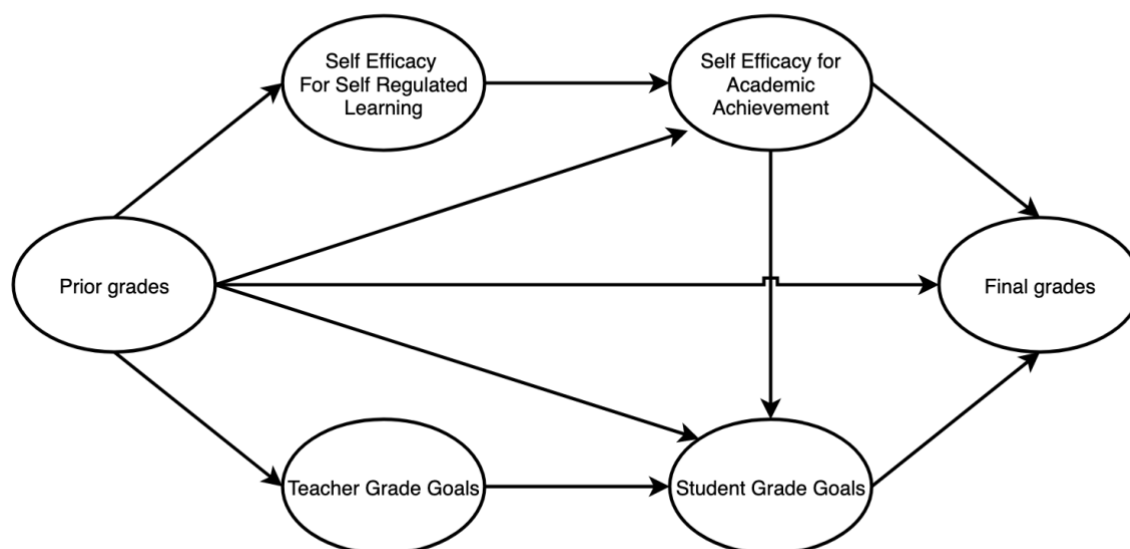 Self Efficacy
For Self Regulated
Learning
Self Efficacy for
Academic
Achievement
Prior grades
Final grades
Teacher Grade Goals
Student Grade Goals